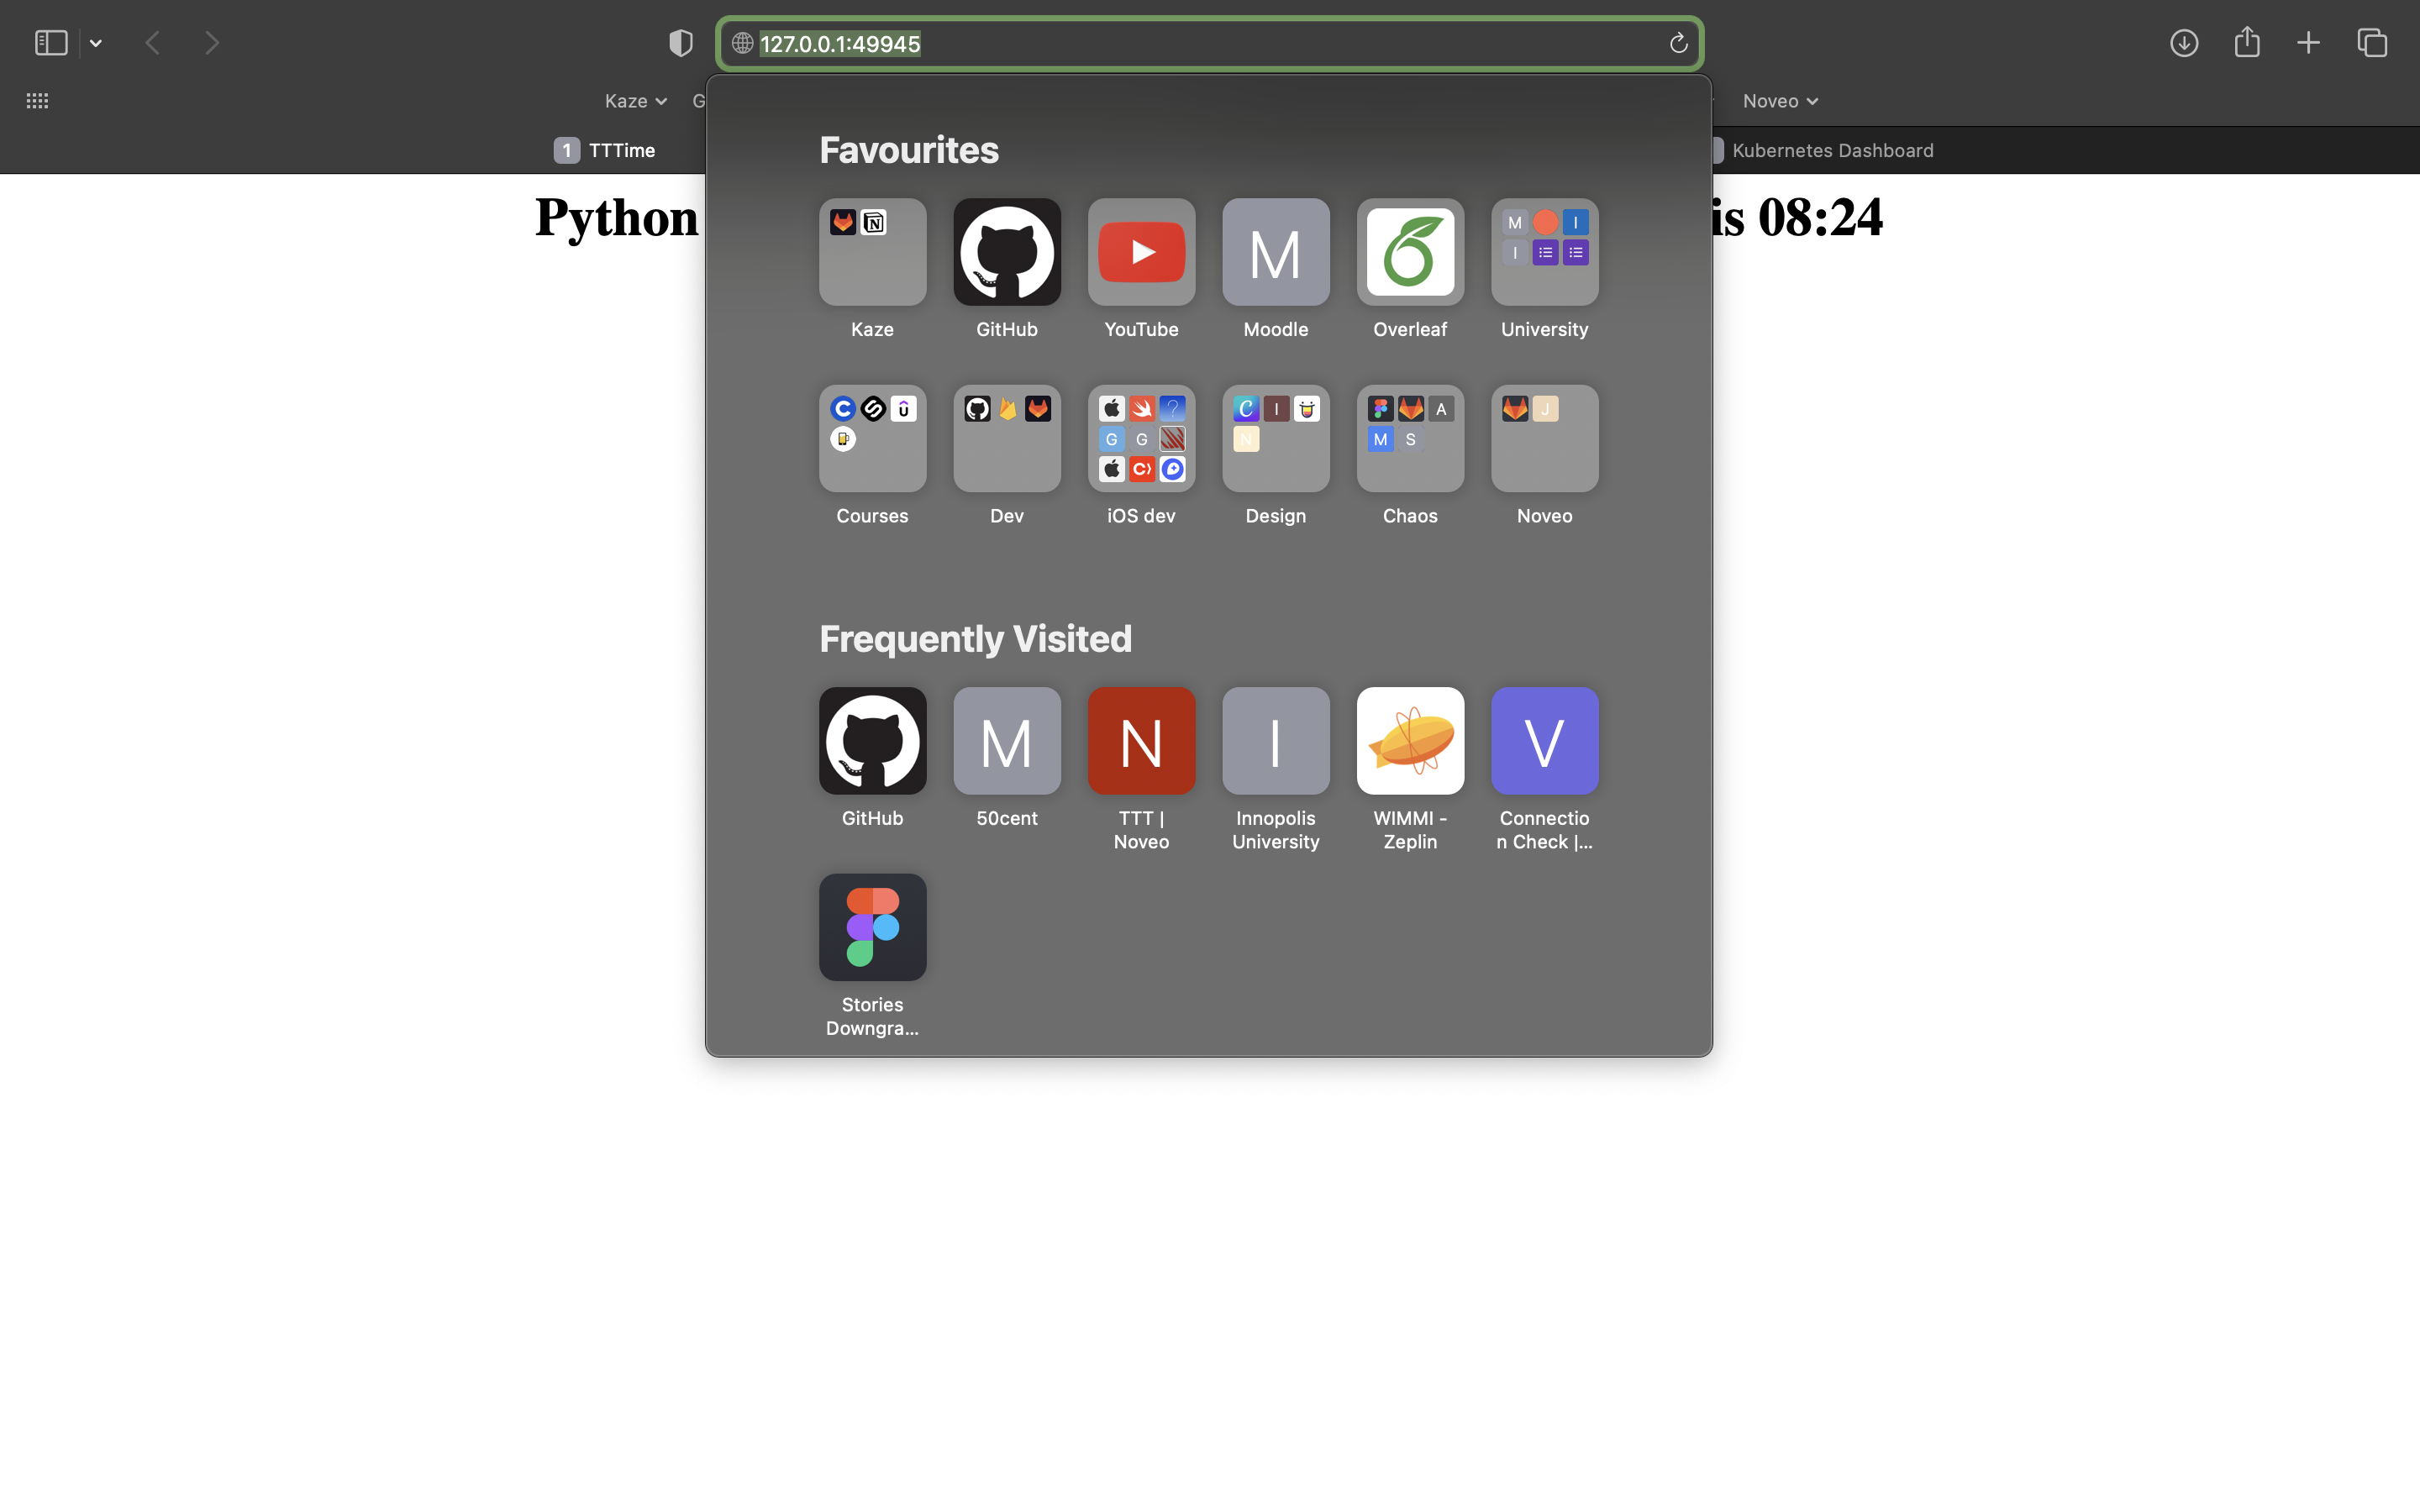 127.0.0.1:49945
Kaze G Noveo
1 TTTime Kubernetes Dashboard
Python is 08:24
Favourites
M
M I
I
Kaze GitHub YouTube Moodle Overleaf University
C A J
G G N M S
Courses Dev iOS dev Design Chaos Noveo
Frequently Visited
M N I V
GitHub 50cent TTT | Innopolis WIMMI - Connectio
Noveo University Zeplin n Check |...
Stories
Downgra...